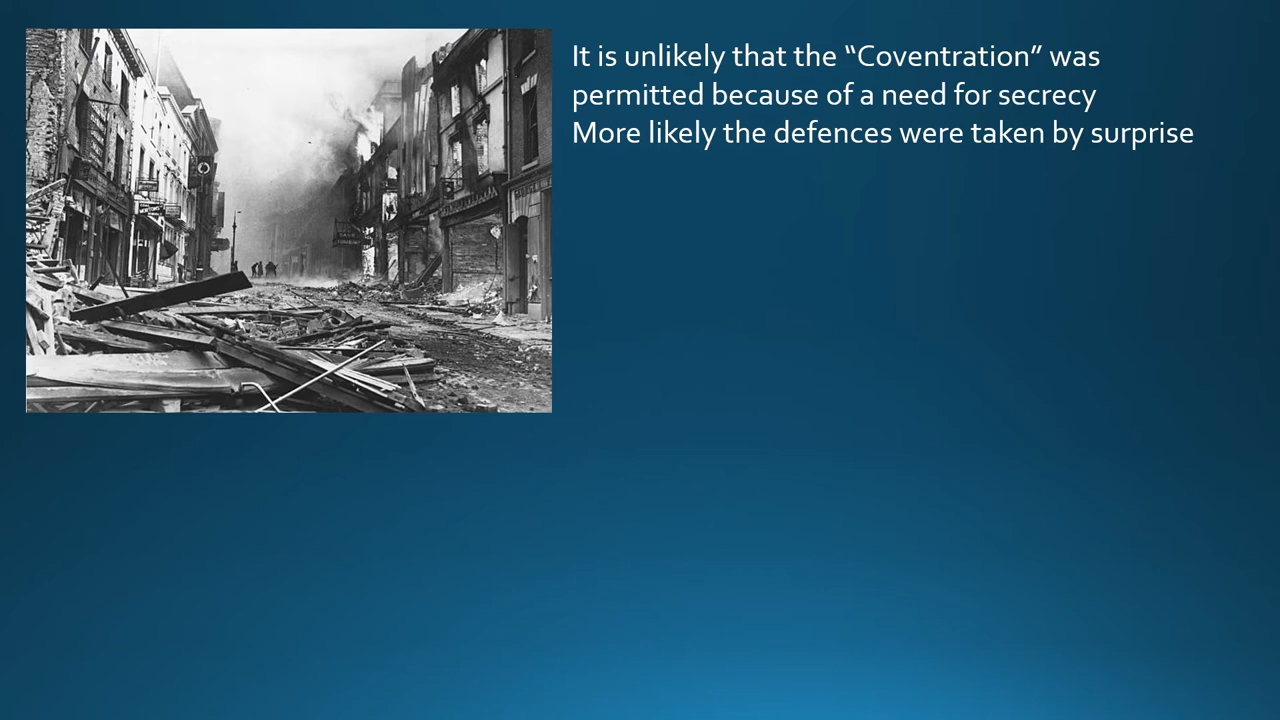 It is unlikely that the “Coventration” was
permitted because of a need for secrecy
More likely the defences were taken by surprise